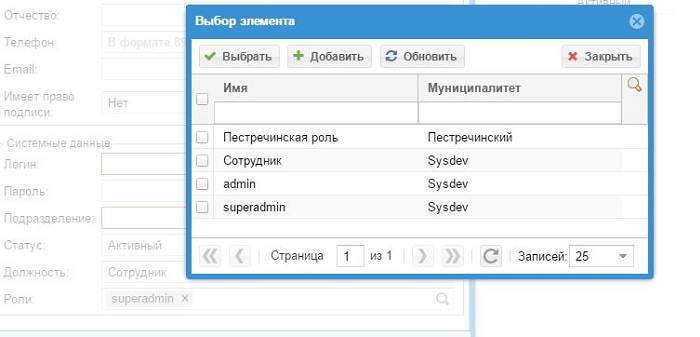 Активный
Отчество:
Телефон:
В формате 89
Email:
Имеет право
подписи:
Нет
Системные данные
Логин:
Пароль:
Подразделение:
Статус:
Активный
Должность:
Сотрудник
Роли:
superadmin ×
Выбор элемента
Выбрать
Добавить
Обновить
Закрыть
Имя
Муниципалитет
Пестречинская роль
Пестречинский
Сотрудник
Sysdev
admin
Sysdev
superadmin
Sysdev
Страница
1
из 1
Записей:
25